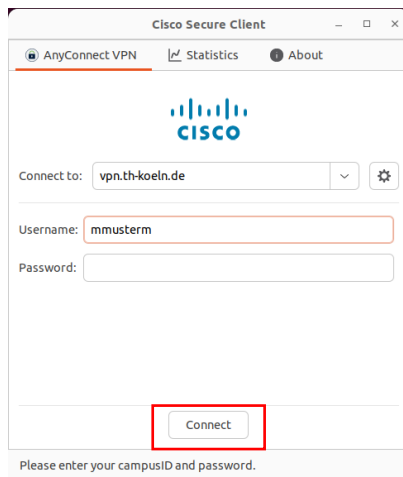 Cisco Secure Client
AnyConnect VPN Statistics About
CISCO
Connect to: vpn.th-koeln.de
Username: mmusterm
Password:
Connect
Please enter your campusID and password.